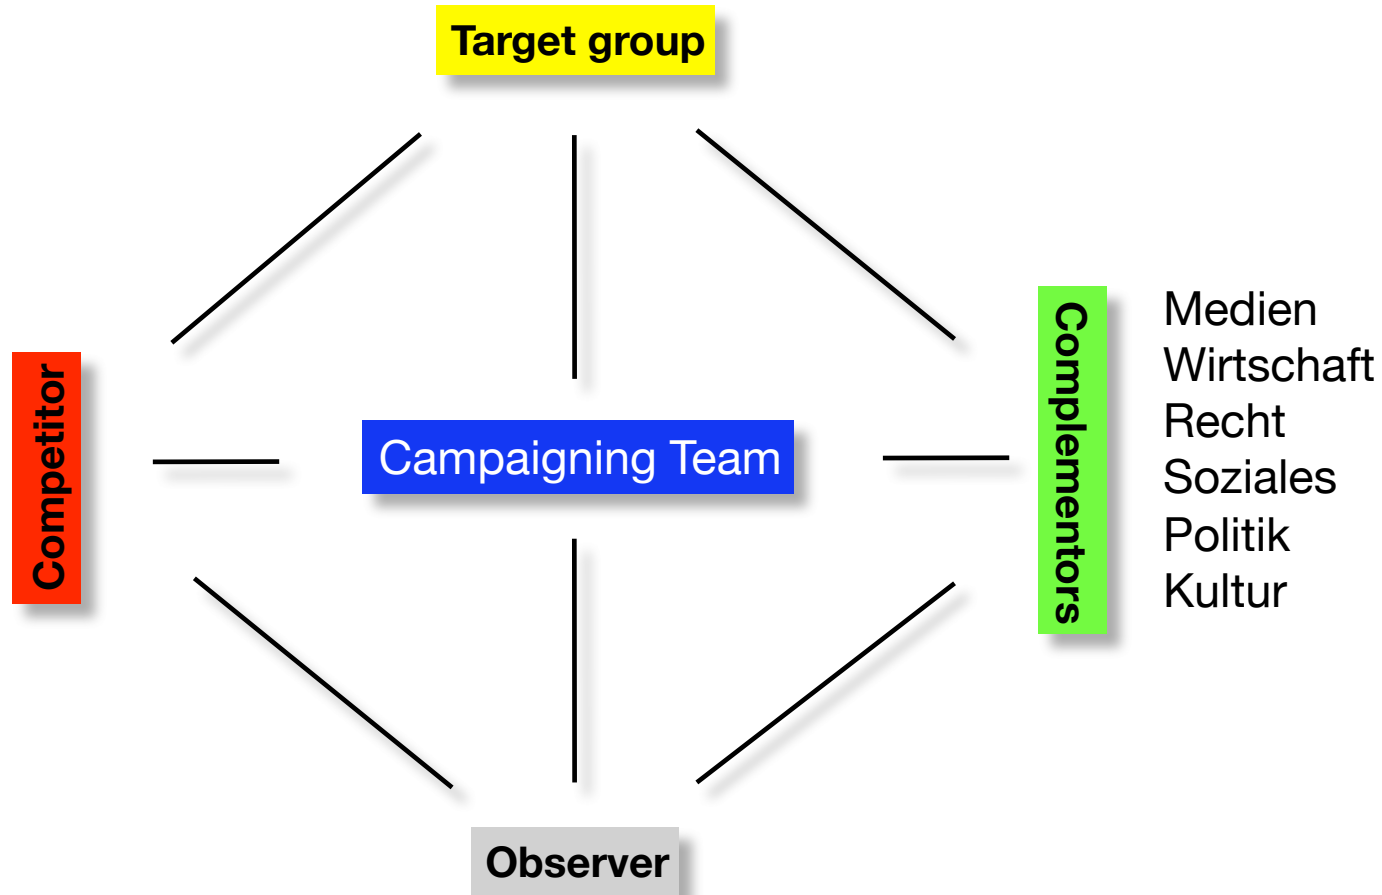 Target group
Competitor
Campaigning Team
Complementors
Medien
Wirtschaft
Recht
Soziales
Politik
Kultur
Observer